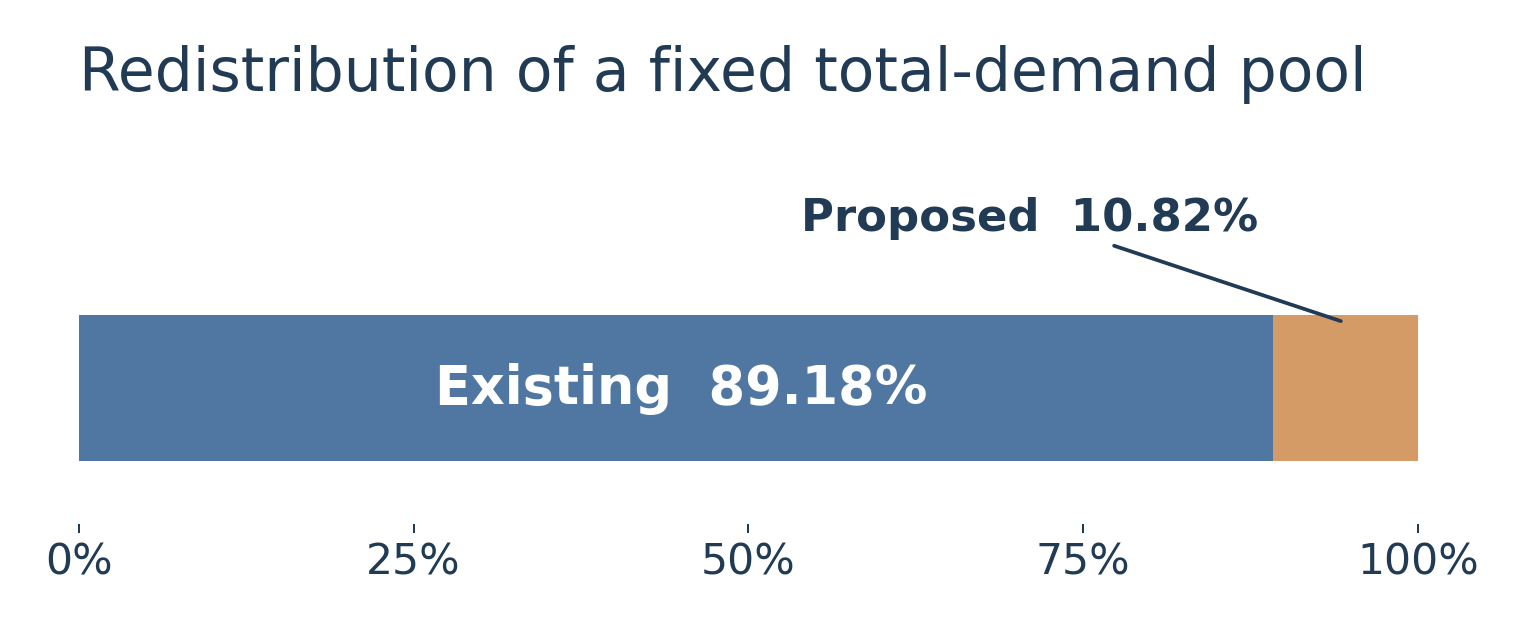 Redistribution of a fixed total-demand pool
Proposed 10.82%
Existing 89.18%
0% 25% 50% 75% 100%